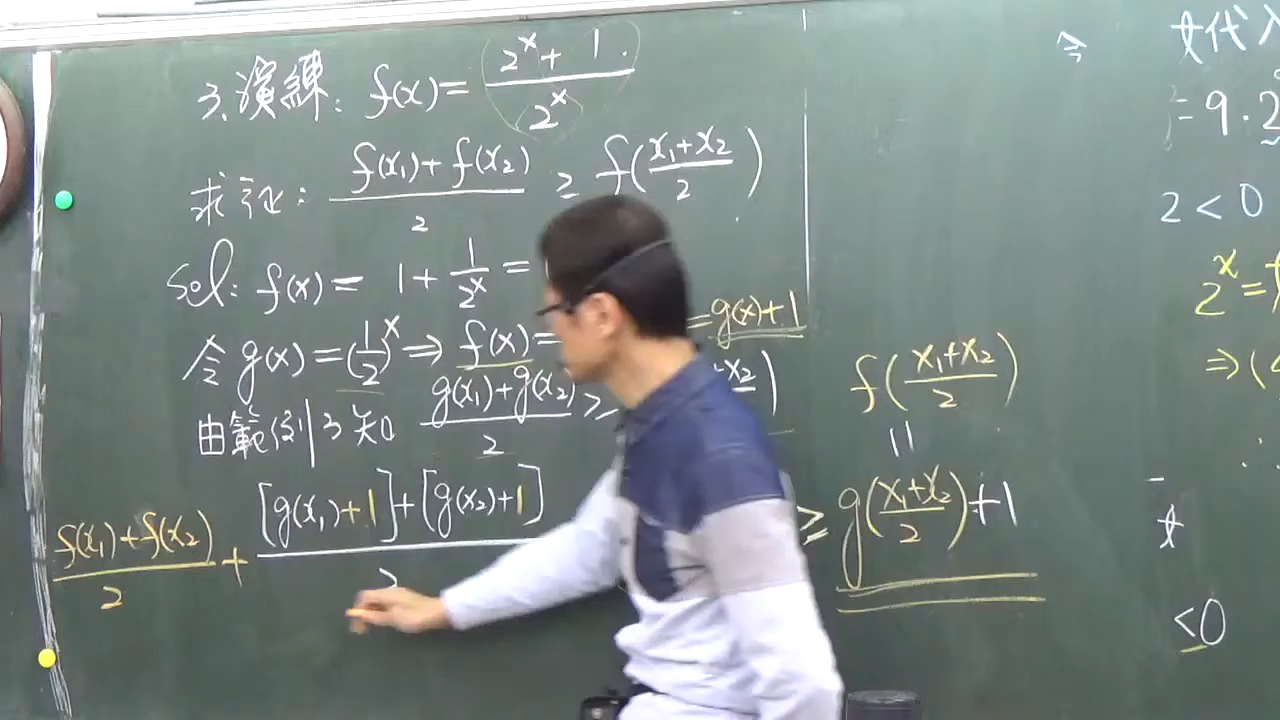 3.演練: f(x)= (2^x + 1)/2^x
求証: (f(x₁)+f(x₂))/2 ≥ f((x₁+x₂)/2)
sol: f(x)= 1+ 1/2^x =
令 g(x)=(1/2)^x ⇒ f(x)= =g(x)+1
由範例3知 (g(x₁)+g(x₂))/2 ≥ +x₂ )
f((x₁+x₂)/2)
||
(f(x₁)+f(x₂))/2 + ([g(x₁)+1]+[g(x₂)+1])/2 ≥ g((x₁+x₂)/2)+1
代入
=9·2
2<0
2^x=
⇒(
<0